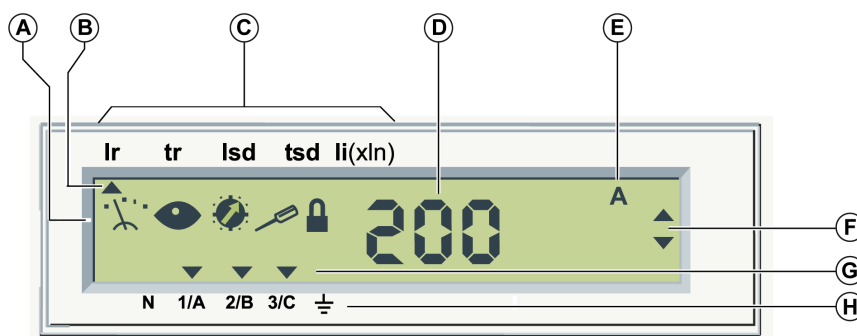 A B C D E
Ir tr Isd tsd Ii(xIn)
A
200
F
G
N 1/A 2/B 3/C
H